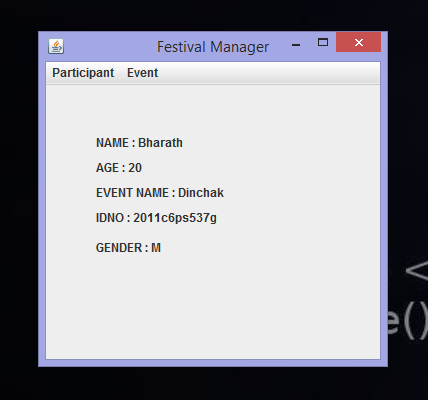 Festival Manager
Participant Event
NAME : Bharath
AGE : 20
EVENT NAME : Dinchak
IDNO : 2011c6ps537g
GENDER : M
<
e()